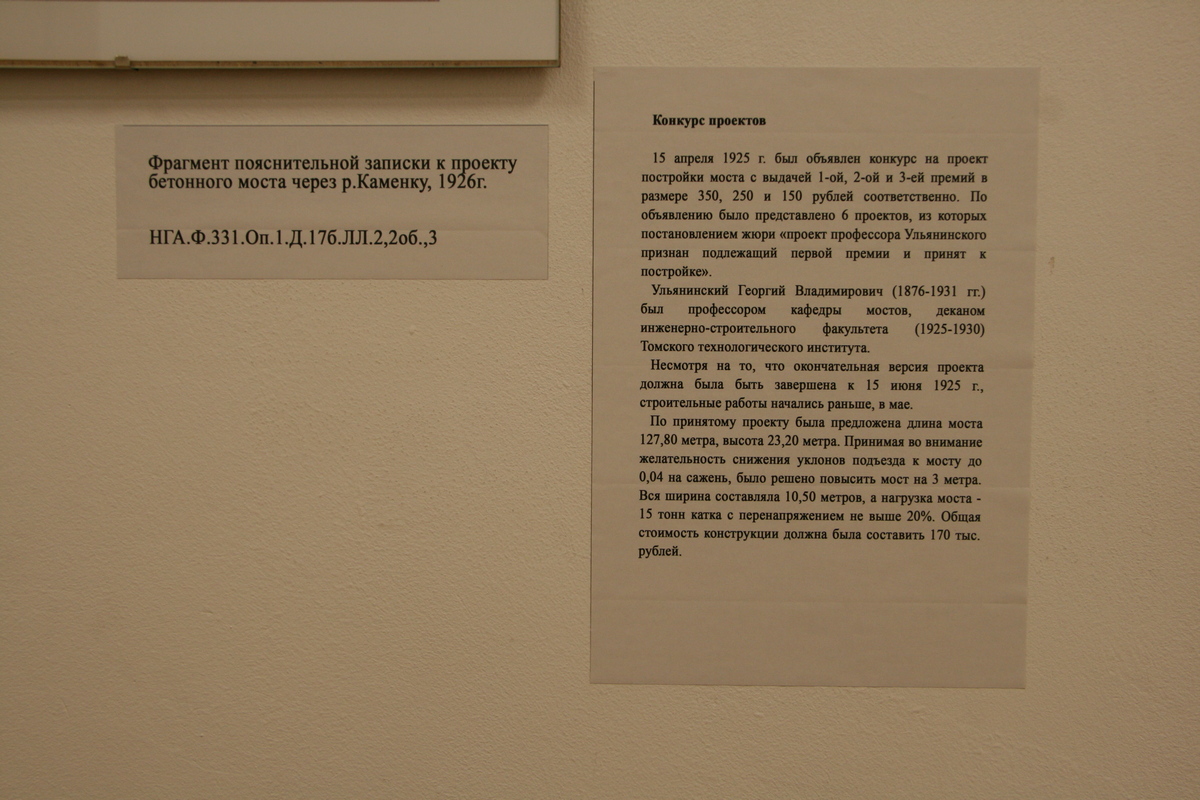 Фрагмент пояснительной записки к проекту
бетонного моста через р.Каменку, 1926г.
НГА.Ф.331.Оп.1.Д.17б.ЛЛ.2,2об.,3
Конкурс проектов
15 апреля 1925 г. был объявлен конкурс на проект
постройки моста с выдачей 1-ой, 2-ой и 3-ей премий в
размере 350, 250 и 150 рублей соответственно. По
объявлению было представлено 6 проектов, из которых
постановлением жюри «проект профессора Ульянинского
признан подлежащий первой премии и принят к
постройке».
Ульянинский Георгий Владимирович (1876-1931 гг.)
был профессором кафедры мостов, деканом
инженерно-строительного факультета (1925-1930)
Томского технологического института.
Несмотря на то, что окончательная версия проекта
должна была быть завершена к 15 июня 1925 г.,
строительные работы начались раньше, в мае.
По принятому проекту была предложена длина моста
127,80 метра, высота 23,20 метра. Принимая во внимание
желательность снижения уклонов подъезда к мосту до
0,04 на сажень, было решено повысить мост на 3 метра.
Вся ширина составляла 10,50 метров, а нагрузка моста -
15 тонн катка с перенапряжением не выше 20%. Общая
стоимость конструкции должна была составить 170 тыс.
рублей.